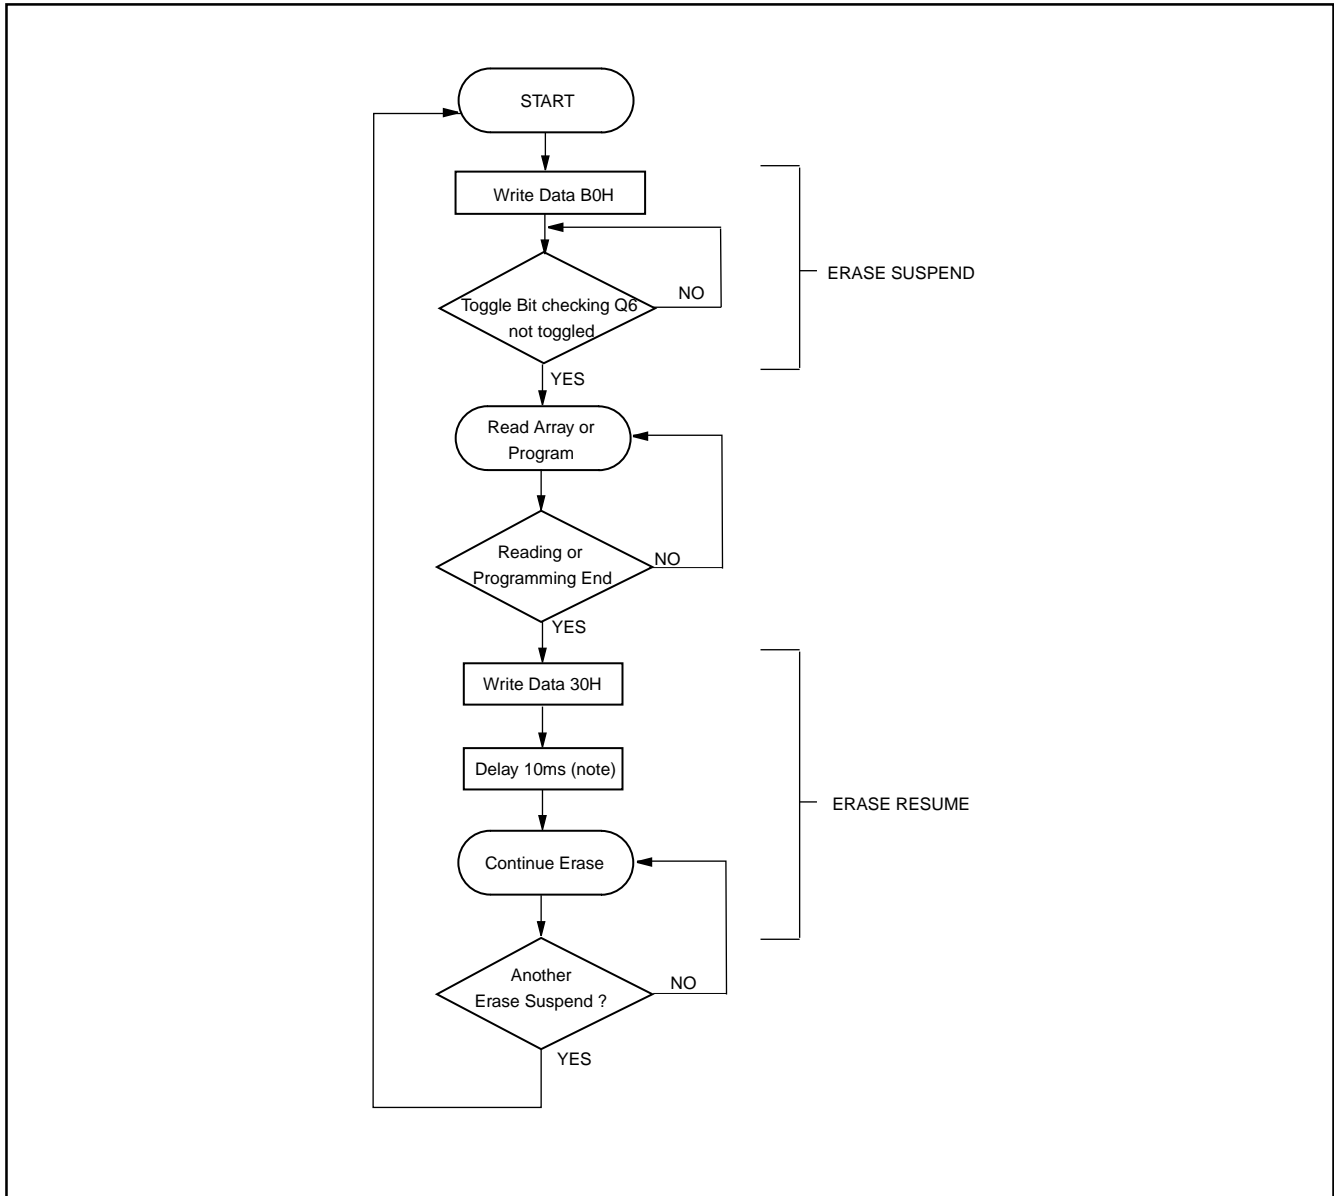 START
Write Data B0H
ERASE SUSPEND
Toggle Bit checking Q6
not toggled
NO
YES
Read Array or
Program
Reading or
Programming End
NO
YES
Write Data 30H
Delay 10ms (note)
ERASE RESUME
Continue Erase
Another
Erase Suspend ?
NO
YES